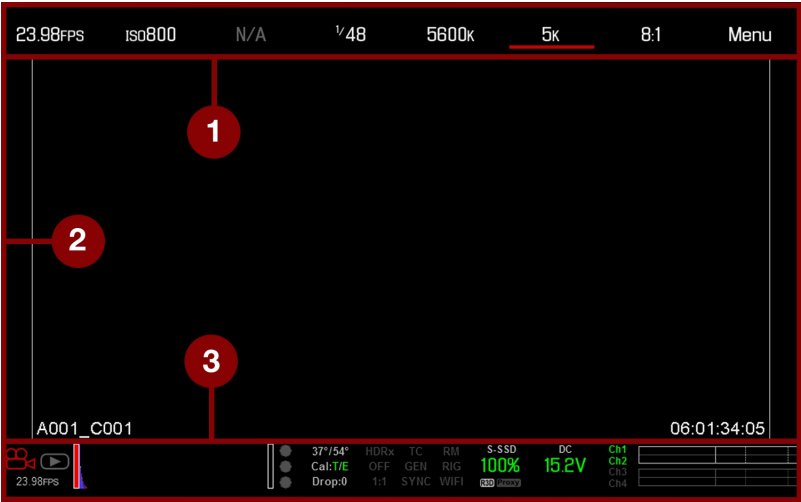 23.98FPS ISO800 N/A 1/48 5600K 5K 8:1 Menu
1
2
3
A001_C001 06:01:34:05
37°/54° HDRx TC RM S-SSD DC Ch1
Cal:T/E OFF GEN RIG 100% 15.2V Ch2
Drop:0 1:1 SYNC WIFI R3D Proxy Ch3
23.98FPS Ch4